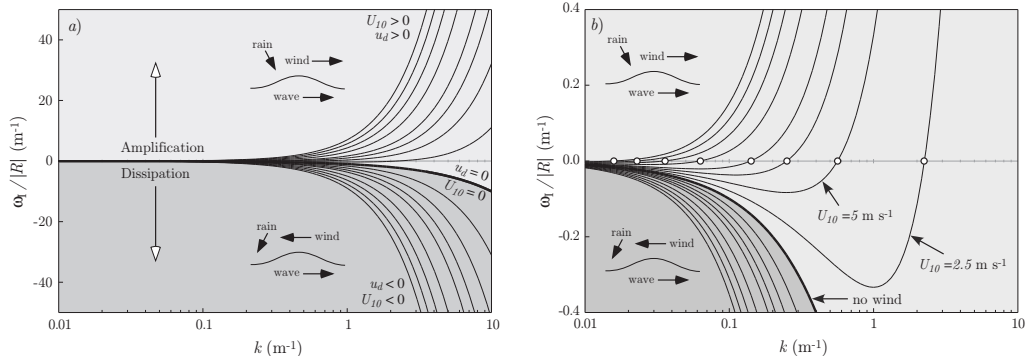 a)
U10 > 0
ud > 0
rain
wind
wave
Amplification
Dissipation
ud = 0
U10 = 0
rain
wind
wave
ud < 0
U10 < 0
40
20
0
-20
-40
ωI/|R| (m-1)
0.01
0.1
1
10
k (m-1)
b)
rain
wind
wave
U10 =5 m s-1
U10 =2.5 m s-1
rain
wind
wave
no wind
0.4
0.2
0.0
-0.2
-0.4
ωI/|R| (m-1)
0.01
0.1
1
10
k (m-1)